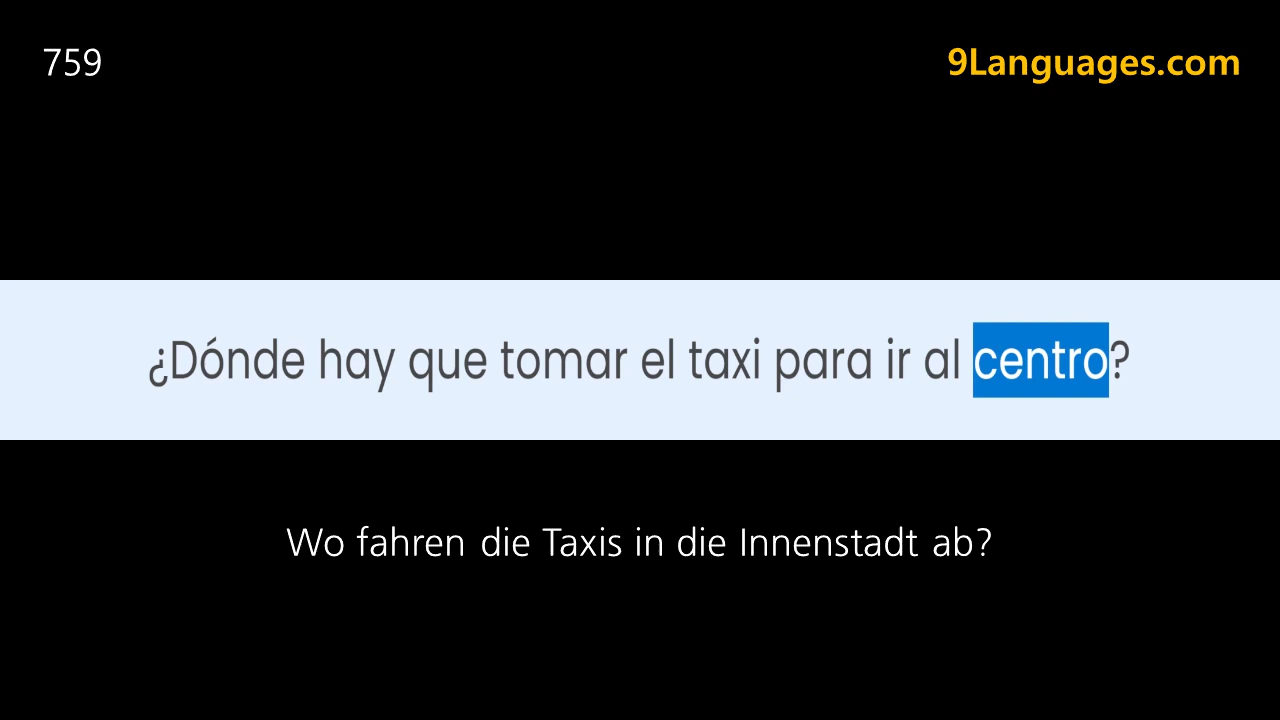 759
9Languages.com
¿Dónde hay que tomar el taxi para ir al centro?
Wo fahren die Taxis in die Innenstadt ab?